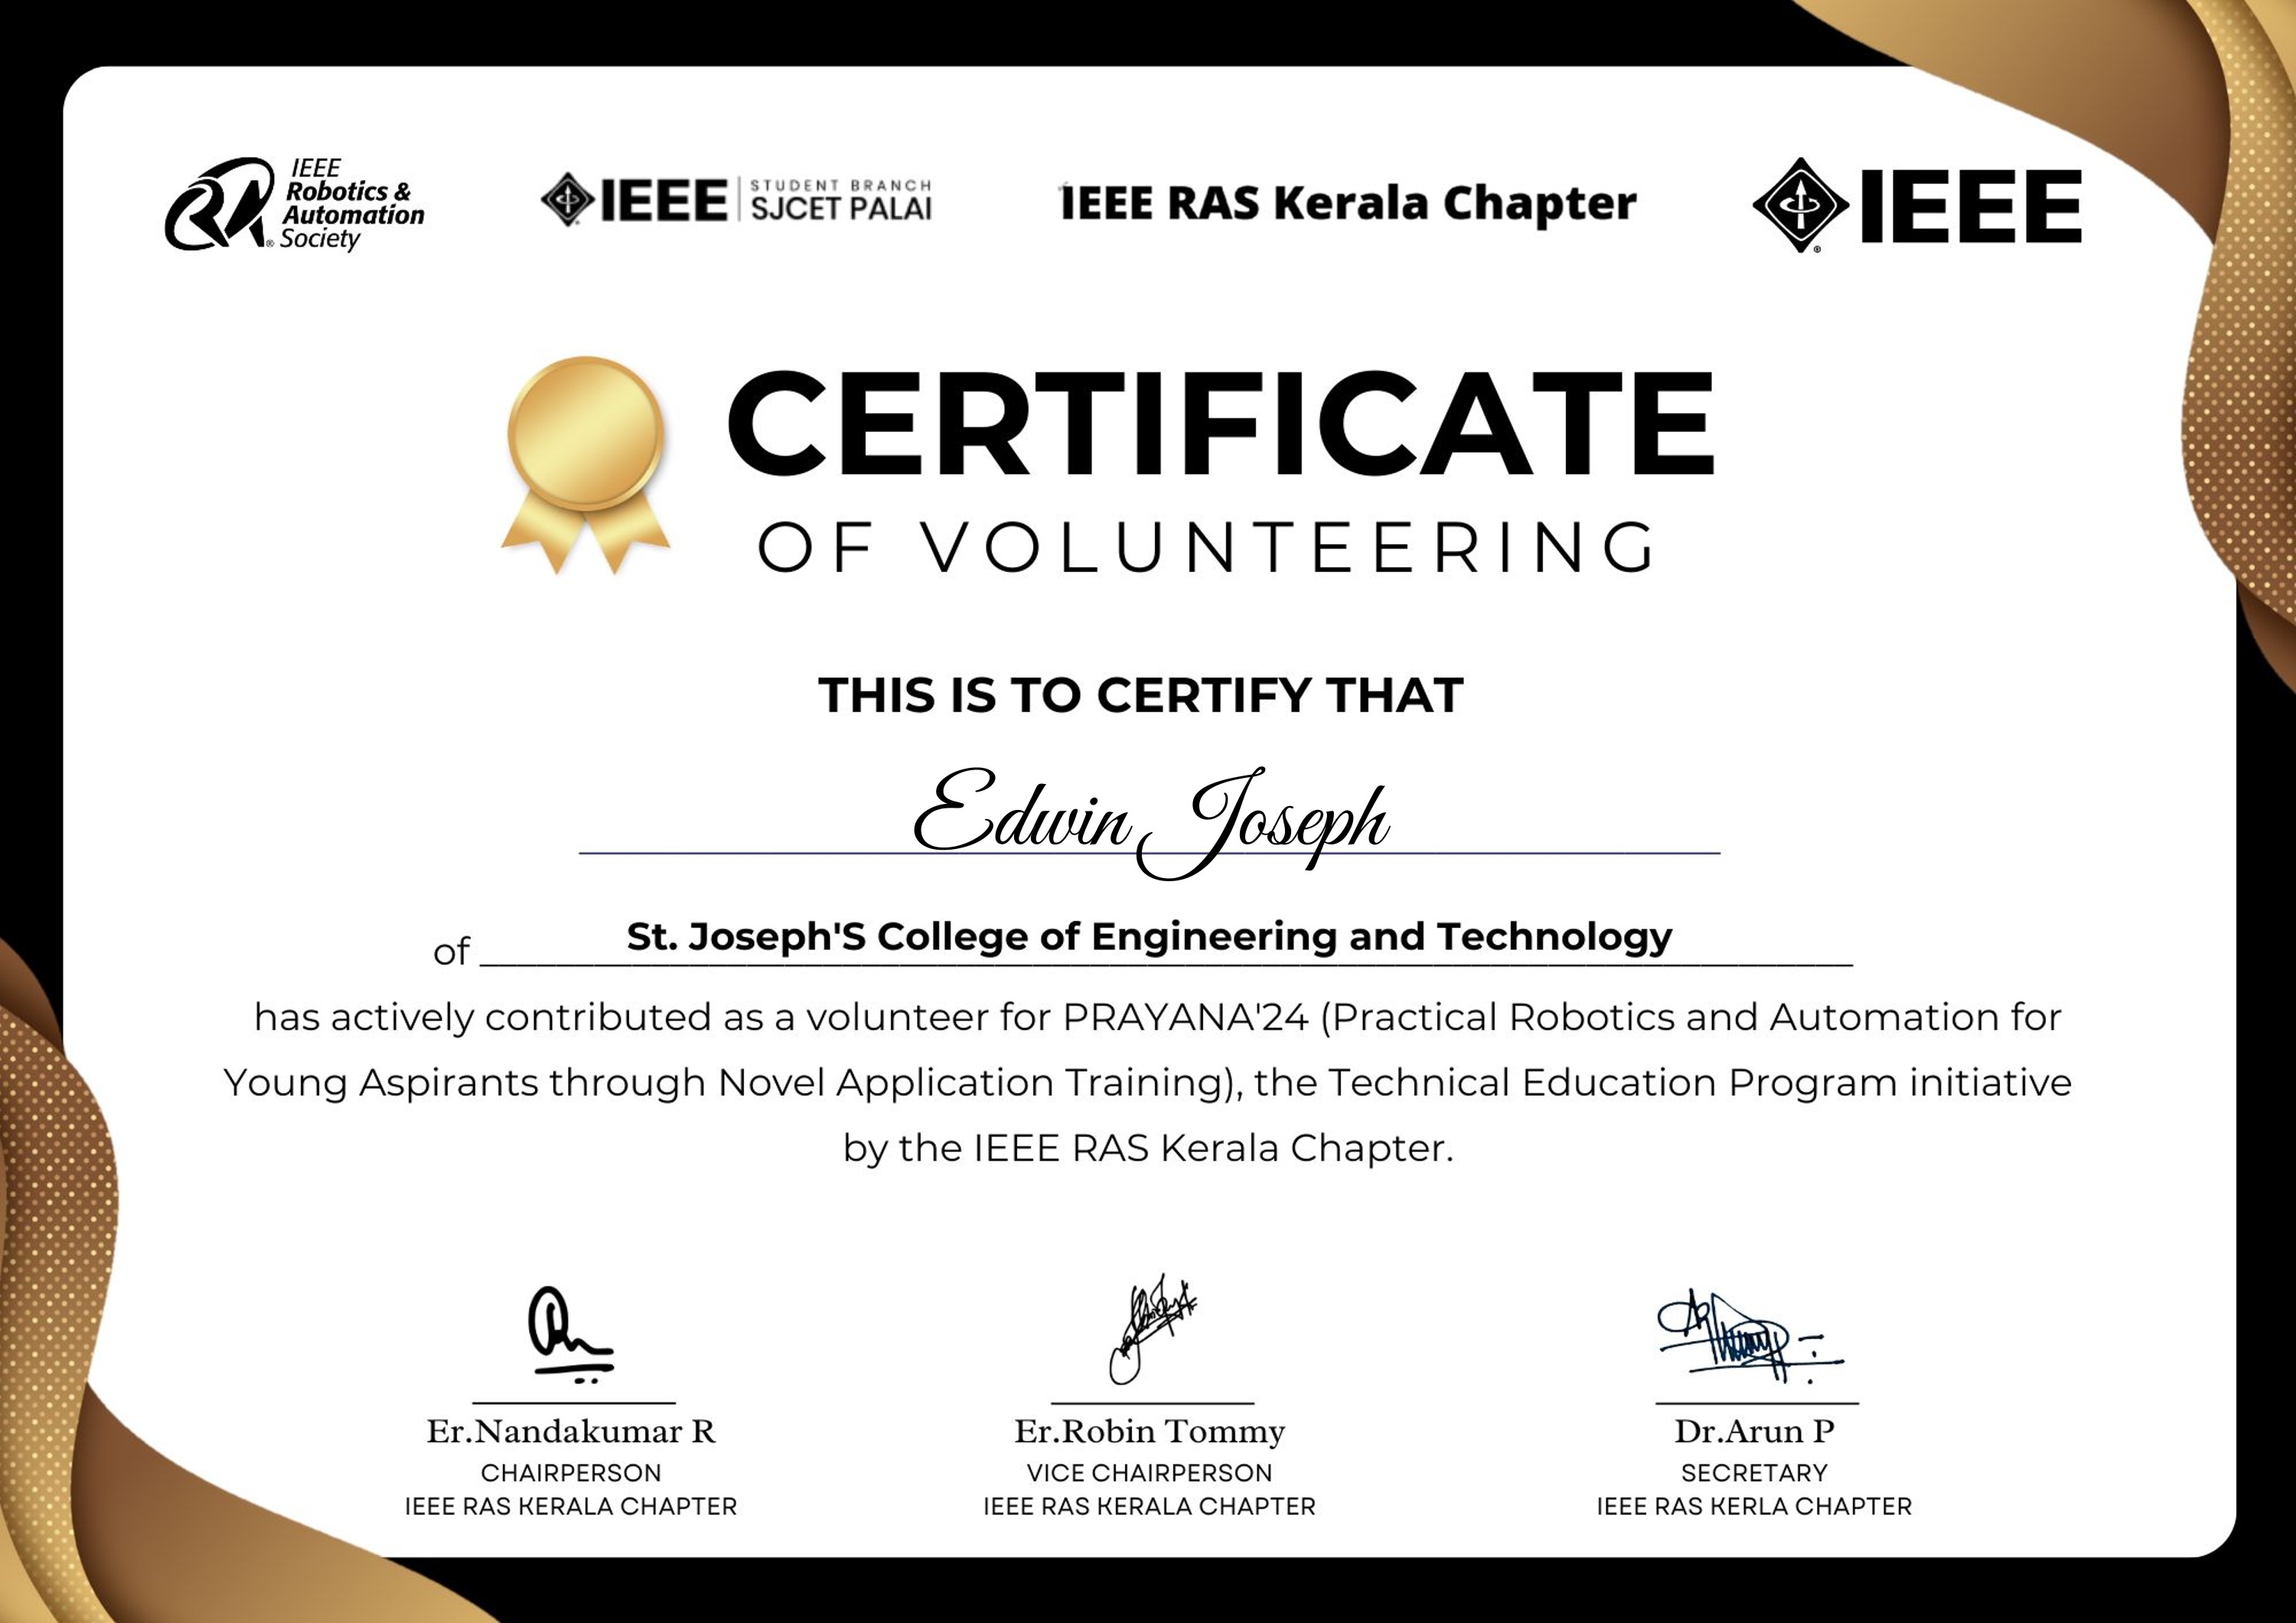 IEEE
Robotics &
Automation
Society
IEEE STUDENT BRANCH
SJCET PALAI
IEEE RAS Kerala Chapter
IEEE
CERTIFICATE
OF VOLUNTEERING
THIS IS TO CERTIFY THAT
Edwin Joseph
of St. Joseph'S College of Engineering and Technology
has actively contributed as a volunteer for PRAYANA'24 (Practical Robotics and Automation for
Young Aspirants through Novel Application Training), the Technical Education Program initiative
by the IEEE RAS Kerala Chapter.
Er.Nandakumar R
CHAIRPERSON
IEEE RAS KERALA CHAPTER
Er.Robin Tommy
VICE CHAIRPERSON
IEEE RAS KERALA CHAPTER
Dr.Arun P
SECRETARY
IEEE RAS KERLA CHAPTER